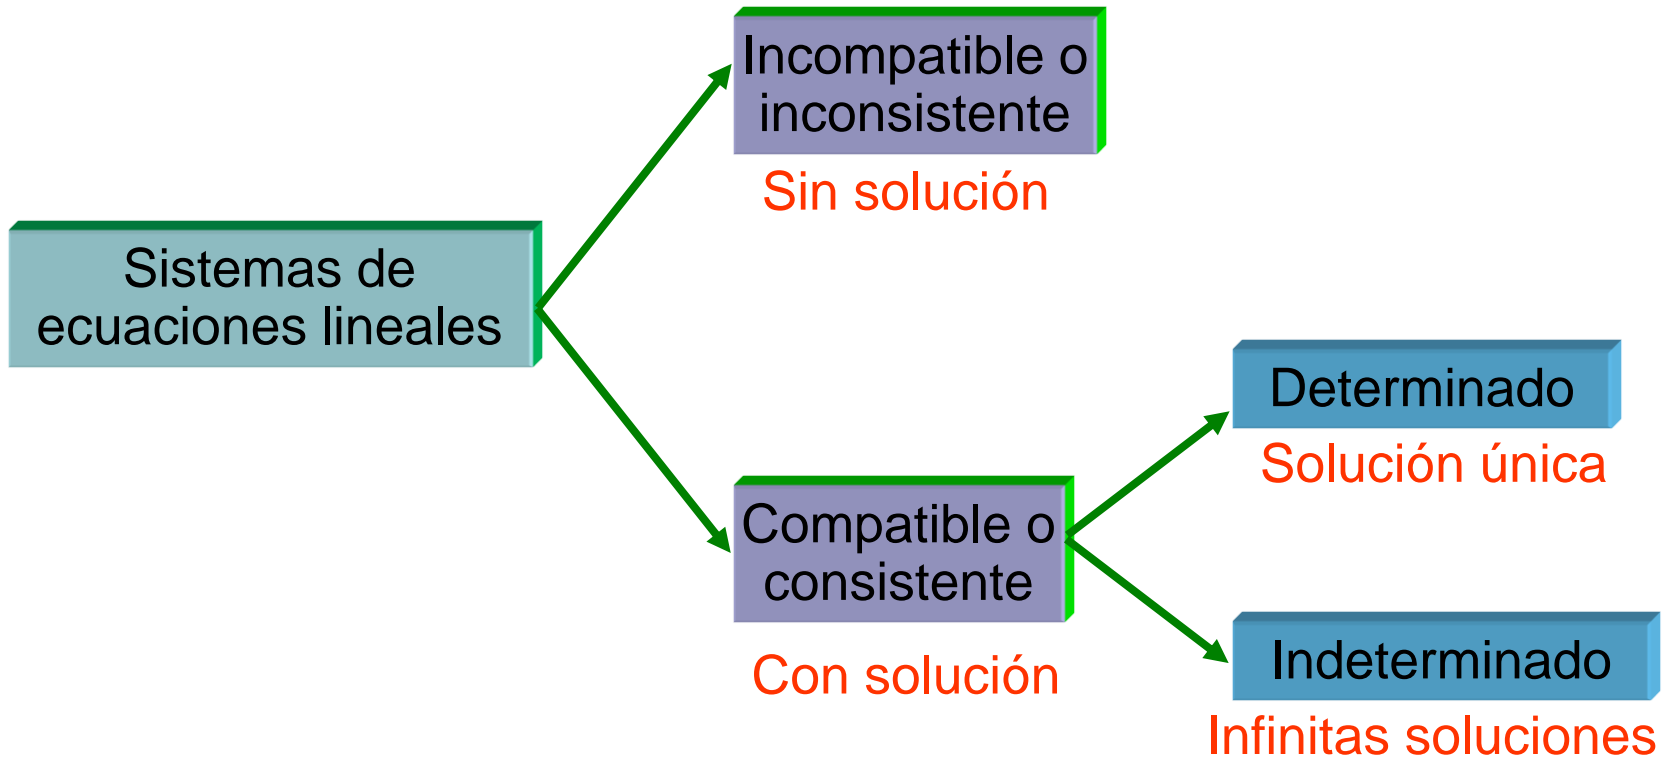 Incompatible o
inconsistente
Sin solución
Sistemas de
ecuaciones lineales
Determinado
Solución única
Compatible o
consistente
Con solución
Indeterminado
Infinitas soluciones